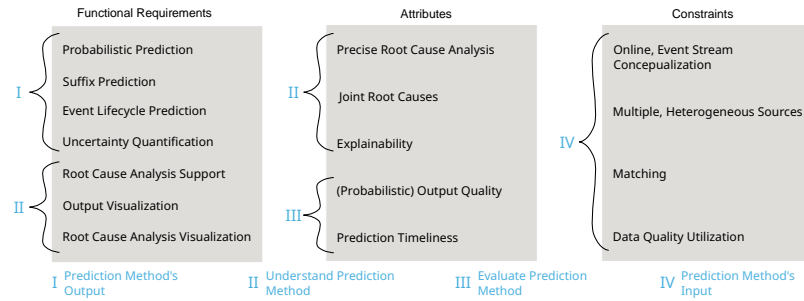 Functional Requirements
Probabilistic Prediction
Suffix Prediction
Event Lifecycle Prediction
Uncertainty Quantification
Root Cause Analysis Support
Output Visualization
Root Cause Analysis Visualization
I
II
Attributes
Precise Root Cause Analysis
Joint Root Causes
Explainability
(Probabilistic) Output Quality
Prediction Timeliness
II
III
Constraints
Online, Event Stream
Concepualization
Multiple, Heterogeneous Sources
Matching
Data Quality Utilization
IV
I Prediction Method's
Output
II Understand Prediction
Method
III Evaluate Prediction
Method
IV Prediction Method's
Input